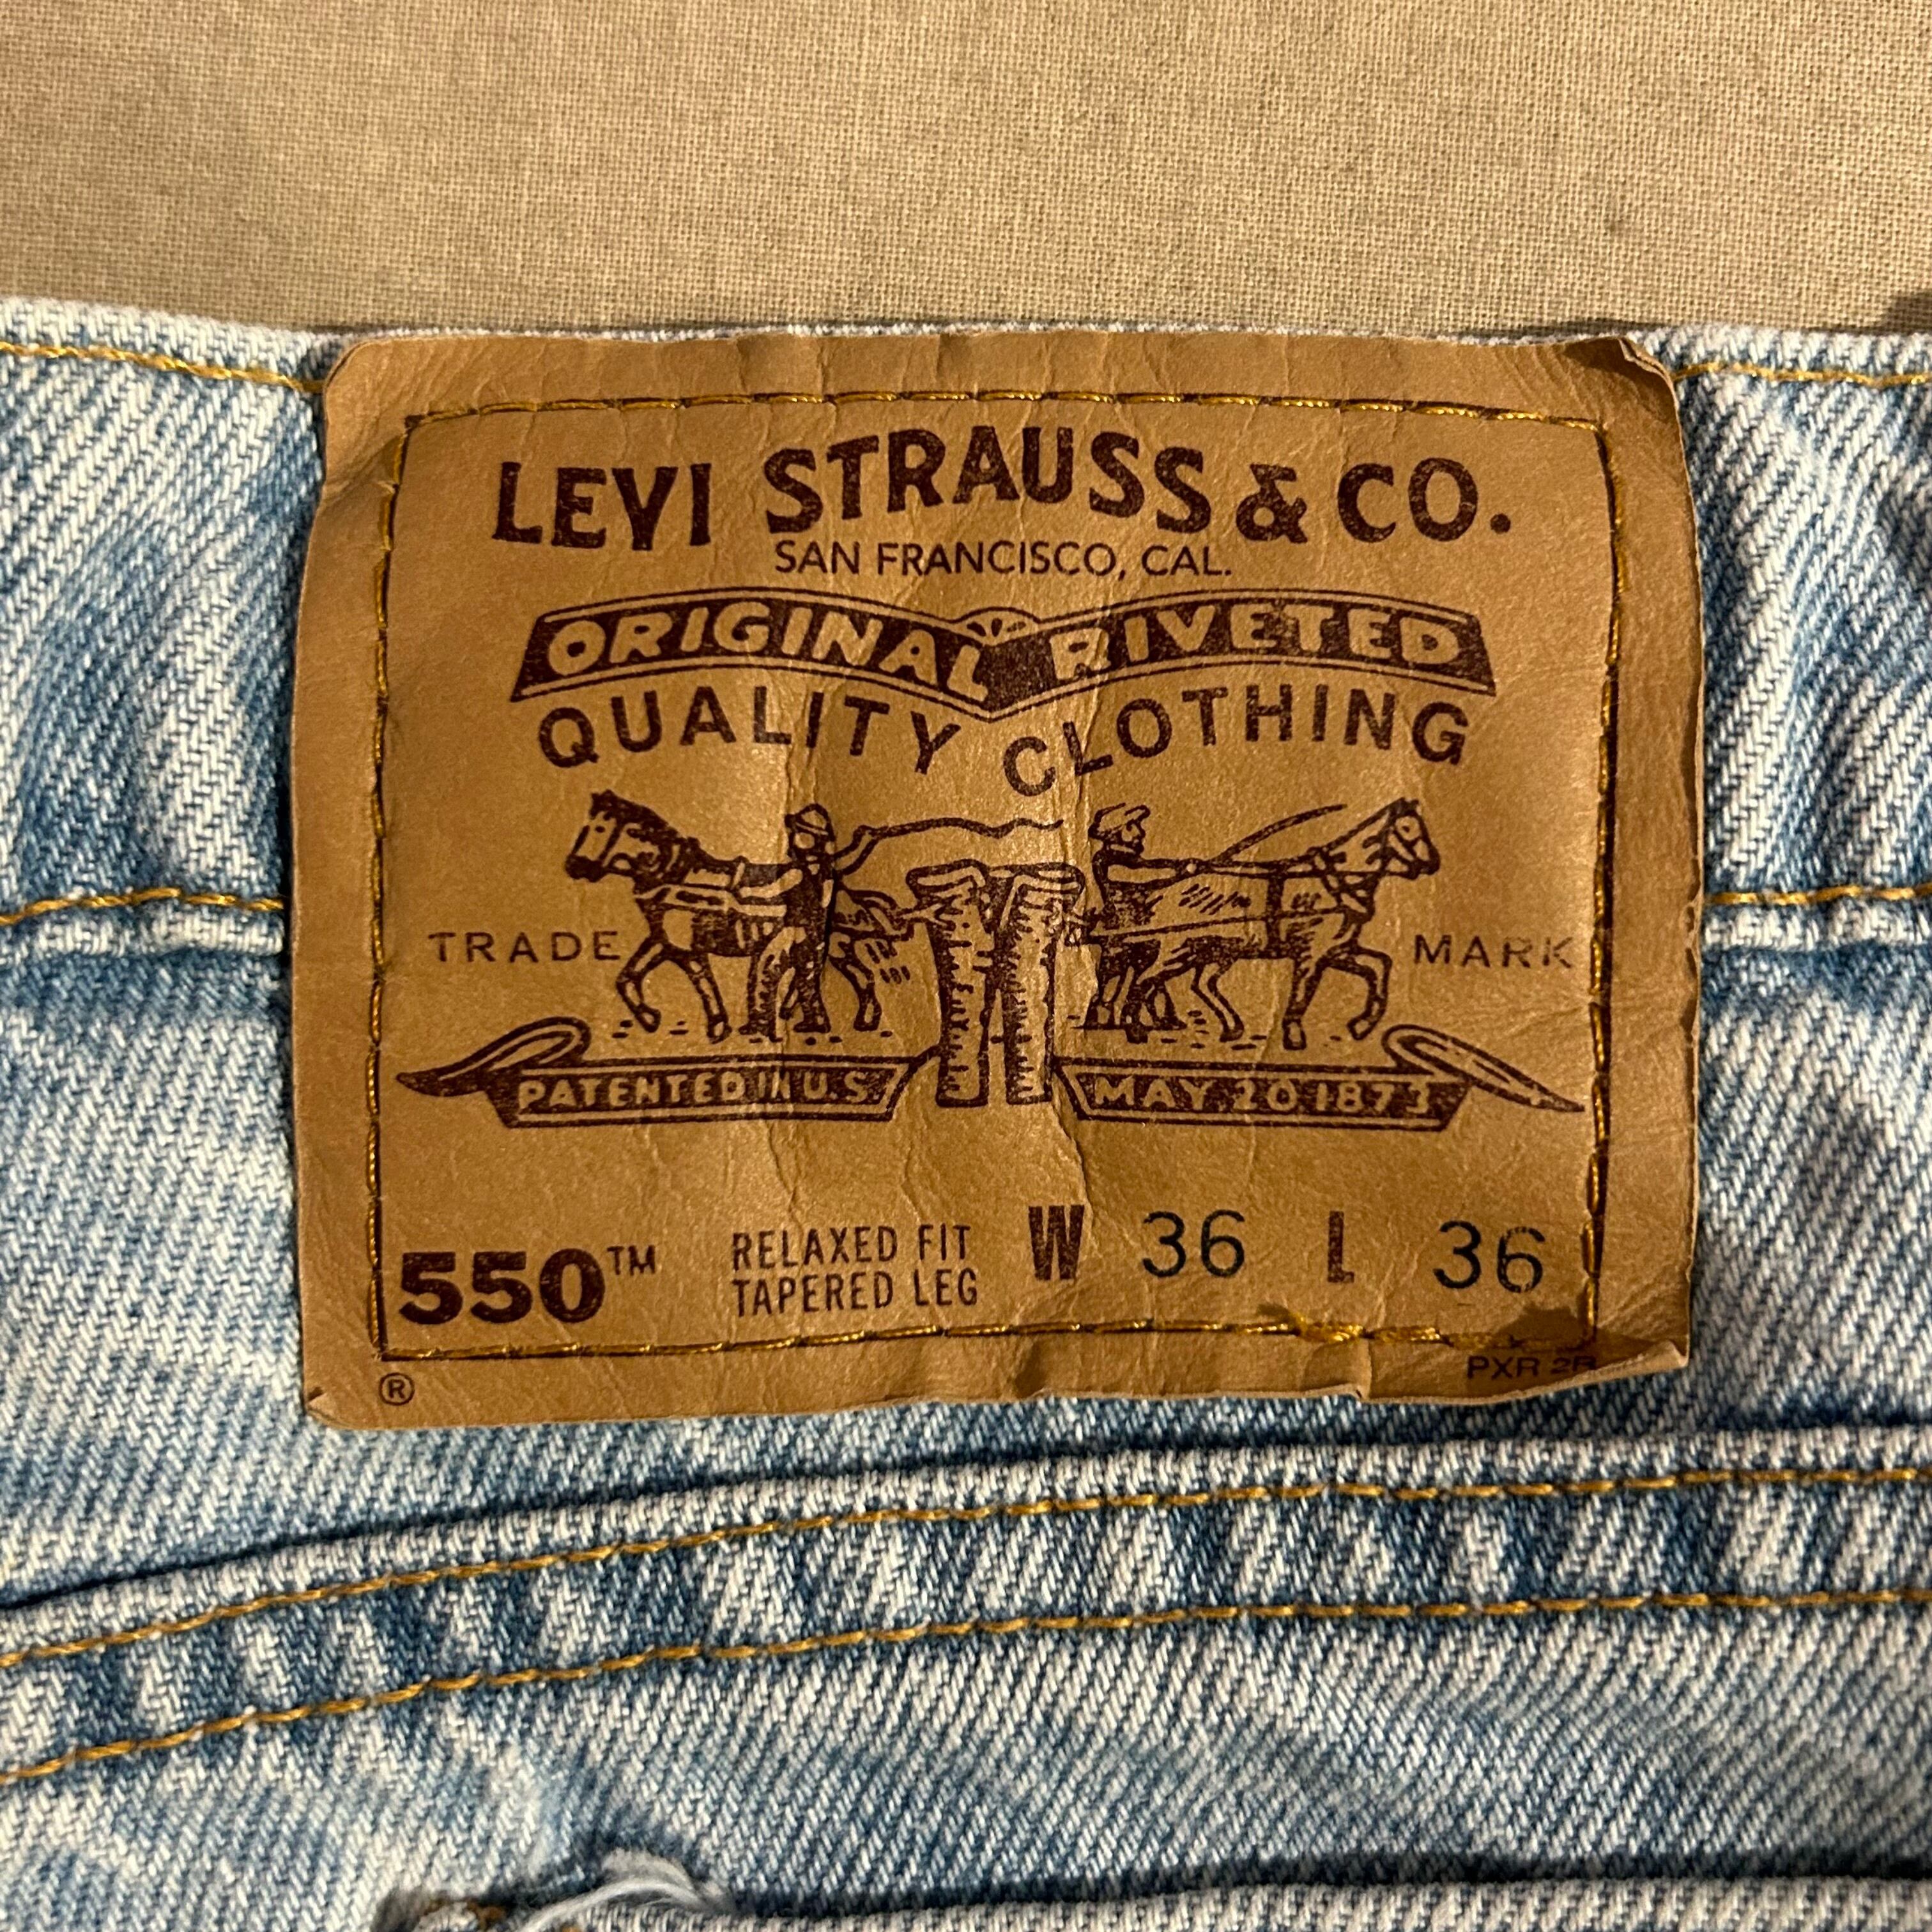 LEVI STRAUSS & CO.
SAN FRANCISCO, CAL.
ORIGINAL RIVETED
QUALITY CLOTHING
TRADE MARK
PATENTED IN U.S. MAY 20 1873
550™ RELAXED FIT W 36 L 36
TAPERED LEG
® PXR